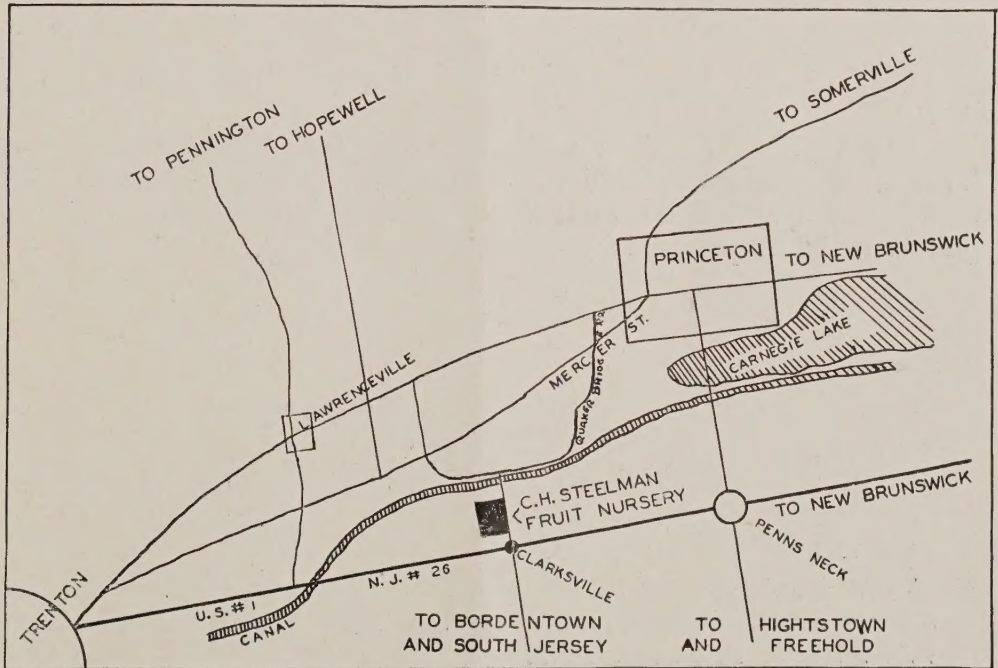 TO SOMERVILLE
TO PENNINGTON
TO HOPEWELL
PRINCETON
TO NEW BRUNSWICK
CARNEGIE LAKE
MERCER ST.
QUAKER BRIDGE RD.
LAWRENCEVILLE
C.H. STEELMAN
FRUIT NURSERY
TO NEW BRUNSWICK
PENNS NECK
CLARKSVILLE
N.J. # 26
U.S. # 1
TRENTON
CANAL
TO BORDENTOWN
AND SOUTH JERSEY
TO HIGHTSTOWN
AND FREEHOLD